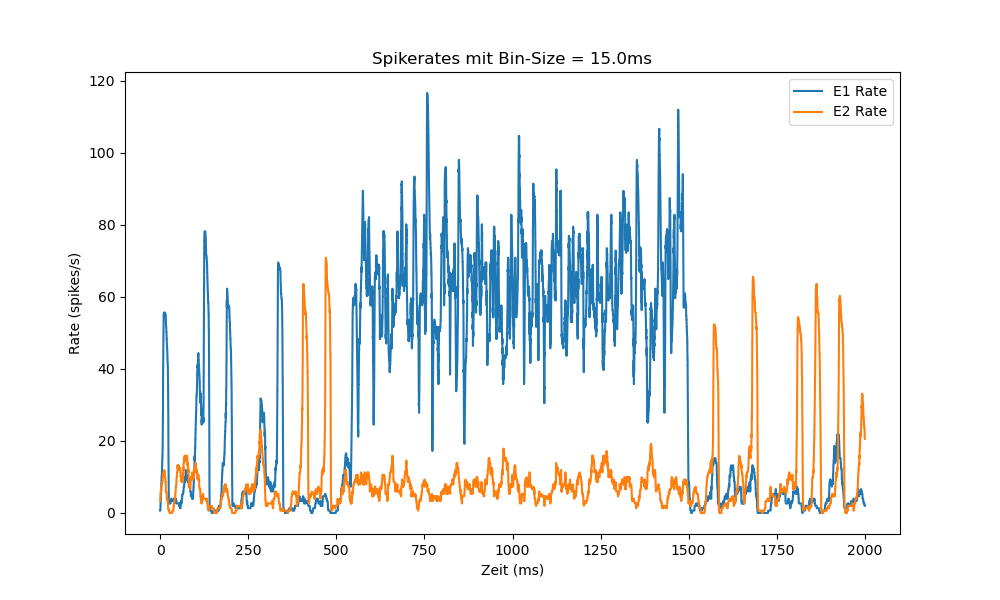 Spikerates mit Bin-Size = 15.0ms
E1 Rate
E2 Rate
120
100
80
60
40
20
0
Rate (spikes/s)
0 250 500 750 1000 1250 1500 1750 2000
Zeit (ms)